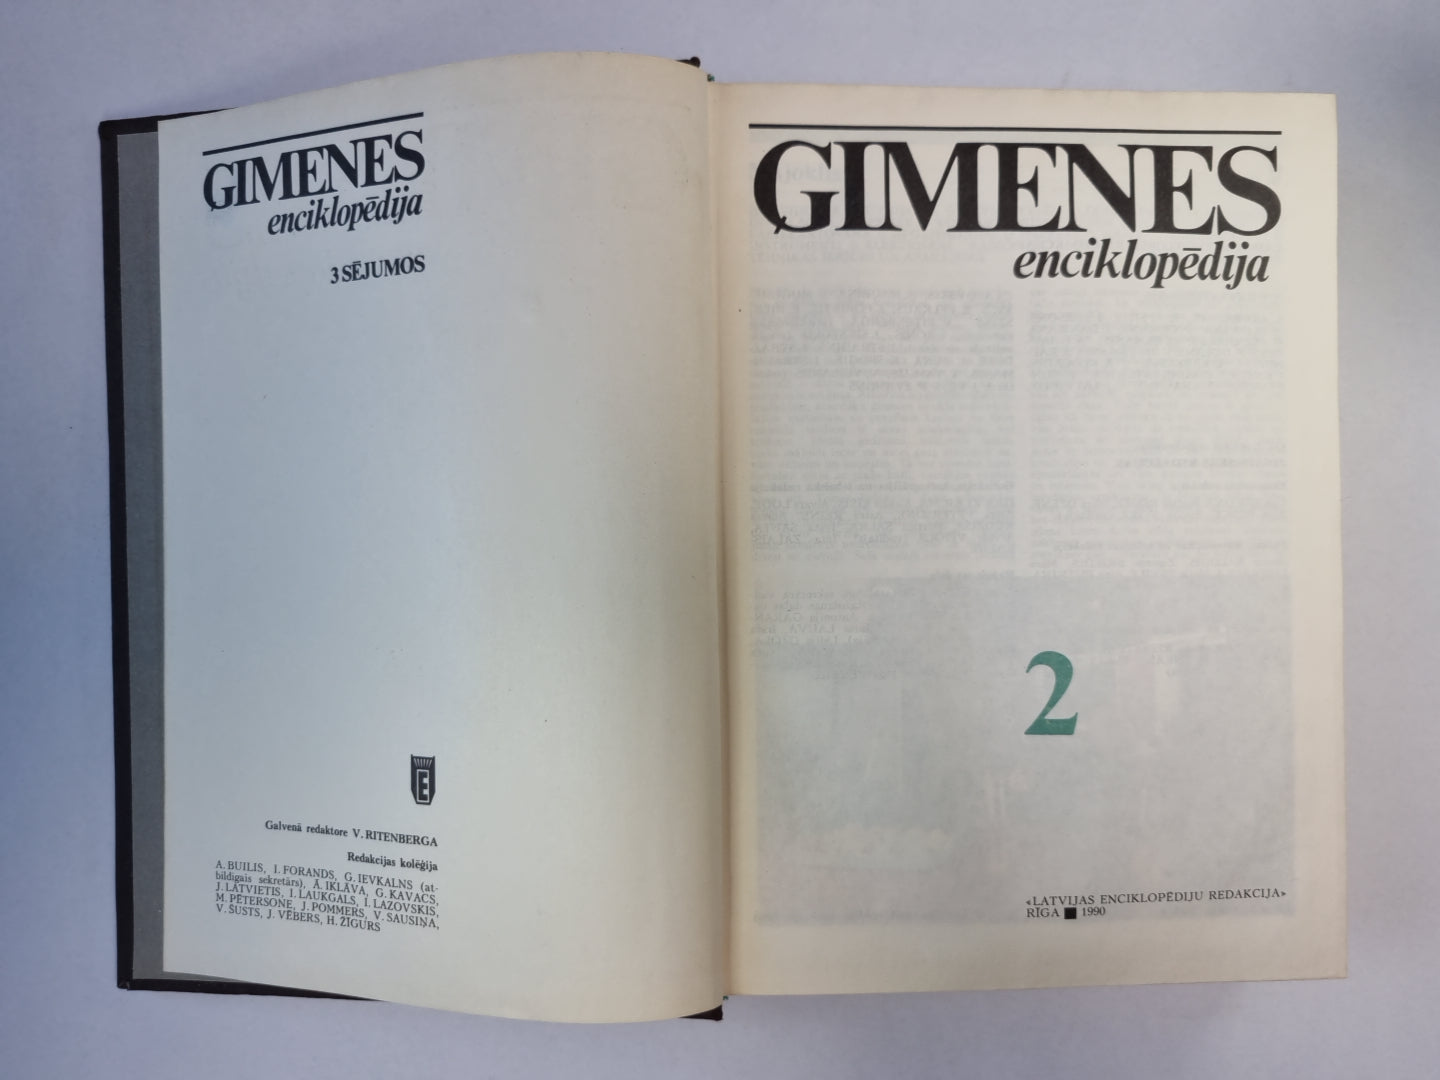 ĢIMENES
enciklopēdija
3 SĒJUMOS
E
Galvenā redaktore V. RITENBERGA
Redakcijas kolēģija
A. BUILIS, I. FORANDS, G. IEVKALNS (at-
bildīgais sekretārs), Ā. IKLĀVA, G. KAVACS,
J. LATVIETIS, I. LAUKGALS, I. LAZOVSKIS,
M. PĒTERSONE, J. POMMERS, V. SAUSIŅA,
V. ŠUSTS, J. VĒBERS, H. ŽIGURS
ĢIMENES
enciklopēdija
2
«LATVIJAS ENCIKLOPĒDIJU REDAKCIJA»
RĪGA ■ 1990